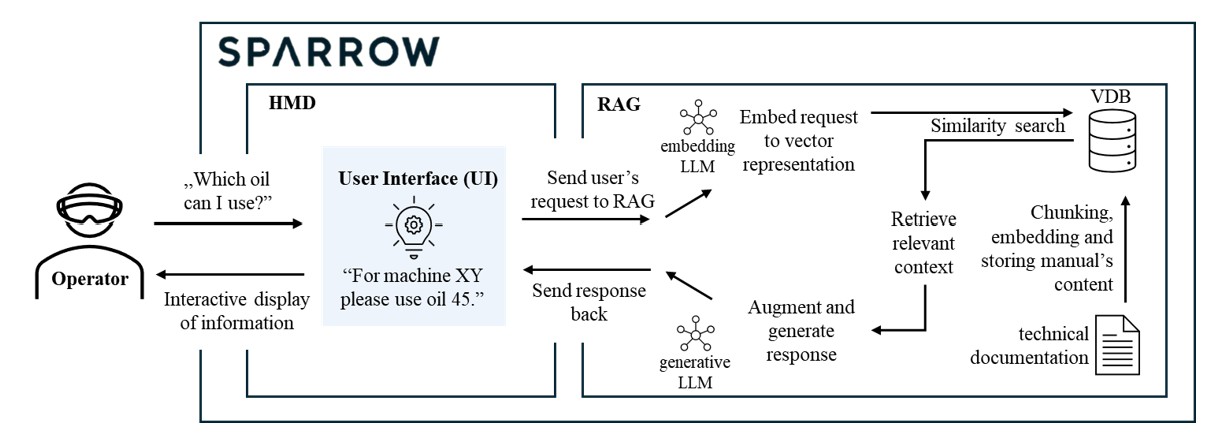 SPARROW
HMD
RAG
VDB
„Which oil
can I use?”
Operator
Interactive display
of information
User Interface (UI)
“For machine XY
please use oil 45.”
Send user’s
request to RAG
Send response
back
embedding
LLM
Embed request
to vector
representation
Similarity search
Retrieve
relevant
context
Chunking,
embedding and
storing manual’s
content
technical
documentation
Augment and
generate
response
generative
LLM